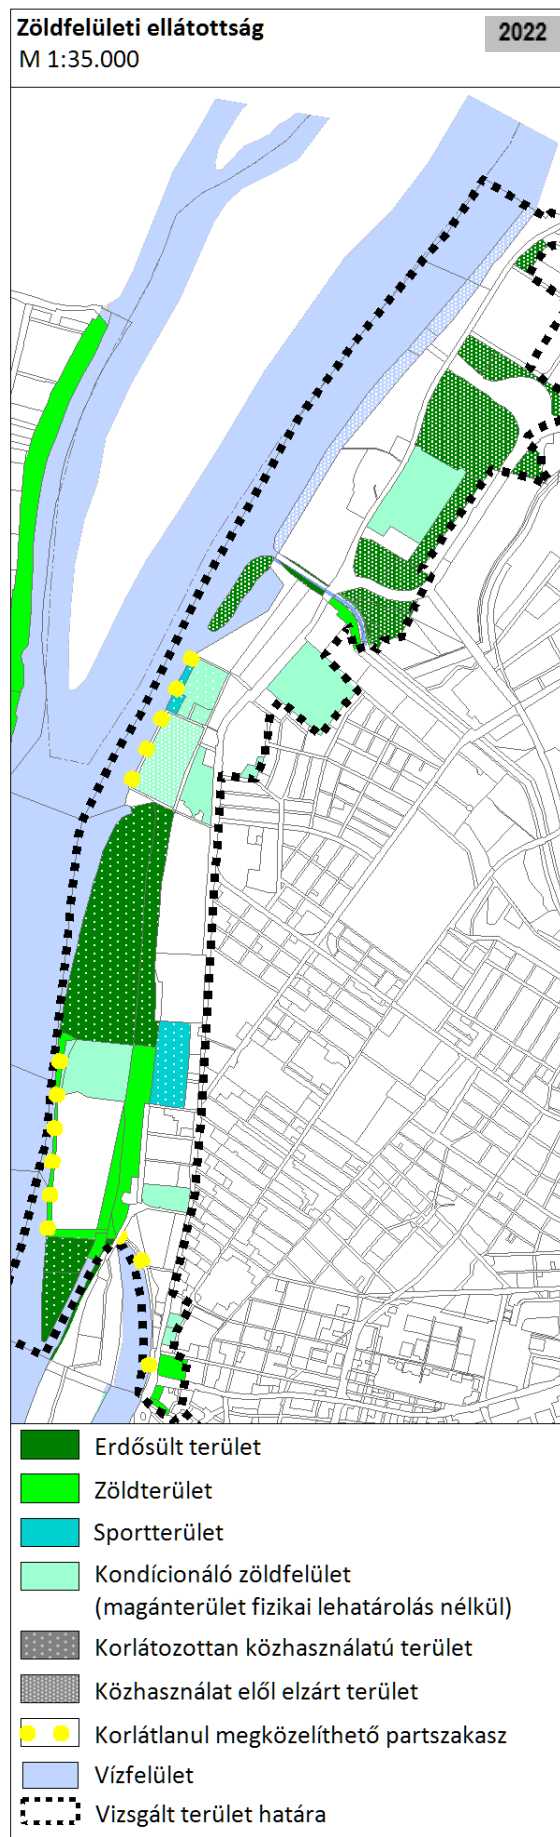 Zöldfelületi ellátottság
2022
M 1:35.000
Erdősült terület
Zöldterület
Sportterület
Kondícionáló zöldfelület
(magánterület fizikai lehatárolás nélkül)
Korlátozottan közhasználatú terület
Közhasználat elől elzárt terület
Korlátlanul megközelíthető partszakasz
Vízfelület
Vizsgált terület határa